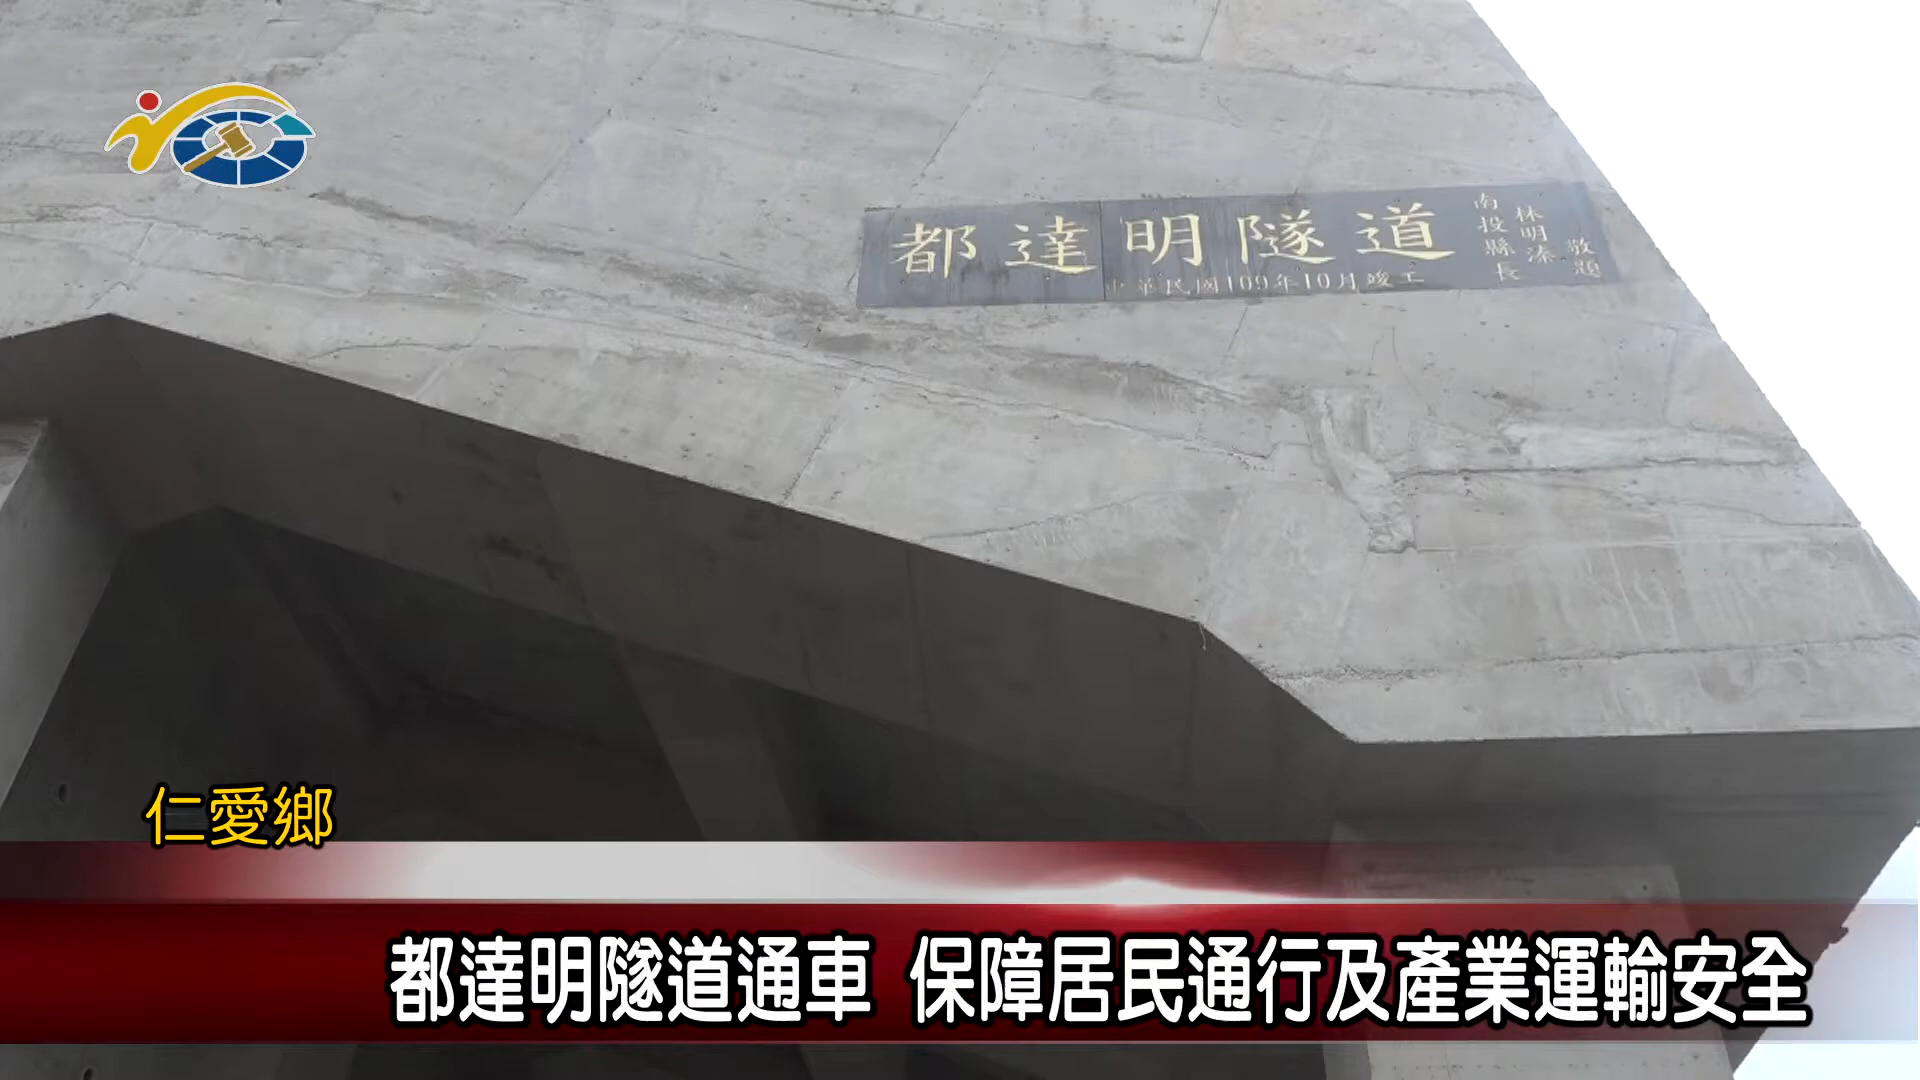 都達明隧道
中華民國109年10月竣工
南投縣長
林明溱
敬題
仁愛鄉
都達明隧道通車 保障居民通行及產業運輸安全